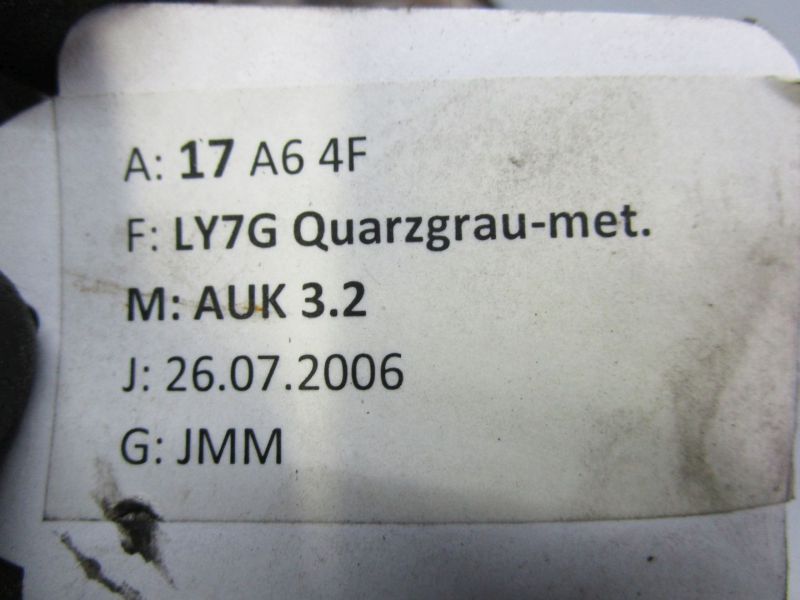 A: 17 A6 4F
F: LY7G Quarzgrau-met.
M: AUK 3.2
J: 26.07.2006
G: JMM